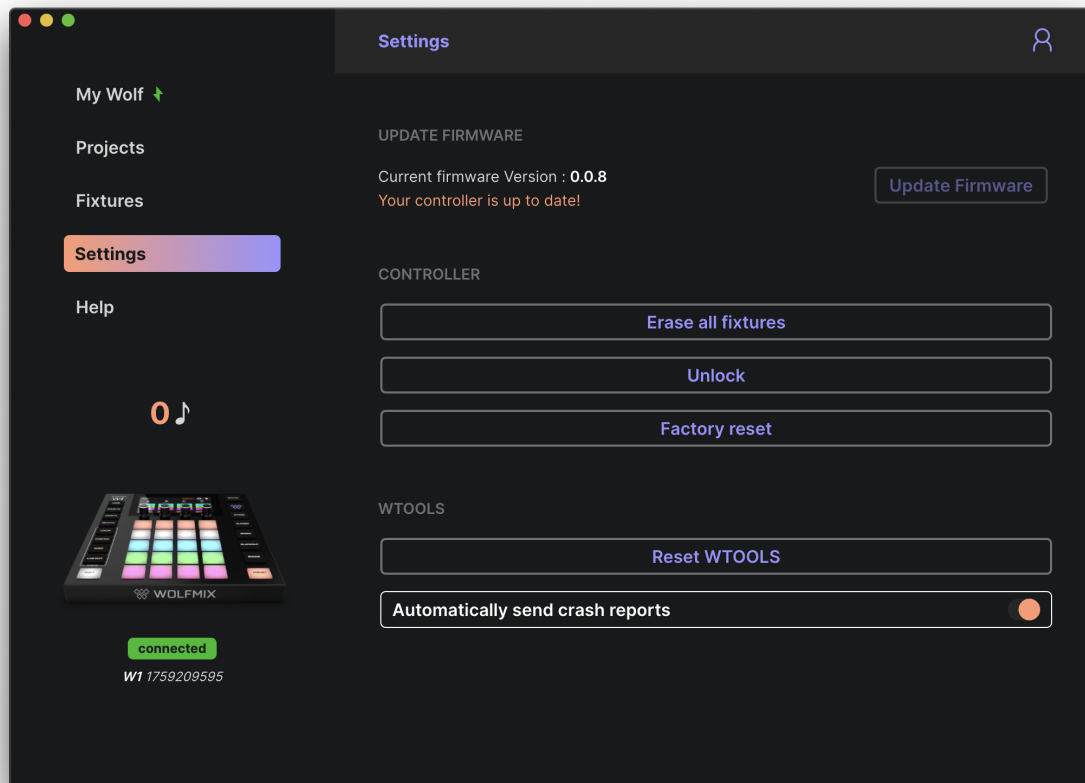 Settings
My Wolf
Projects
Fixtures
Settings
Help
0
WOLFMIX
connected
W1 1759209595
UPDATE FIRMWARE
Current firmware Version : 0.0.8
Your controller is up to date!
Update Firmware
CONTROLLER
Erase all fixtures
Unlock
Factory reset
WTOOLS
Reset WTOOLS
Automatically send crash reports